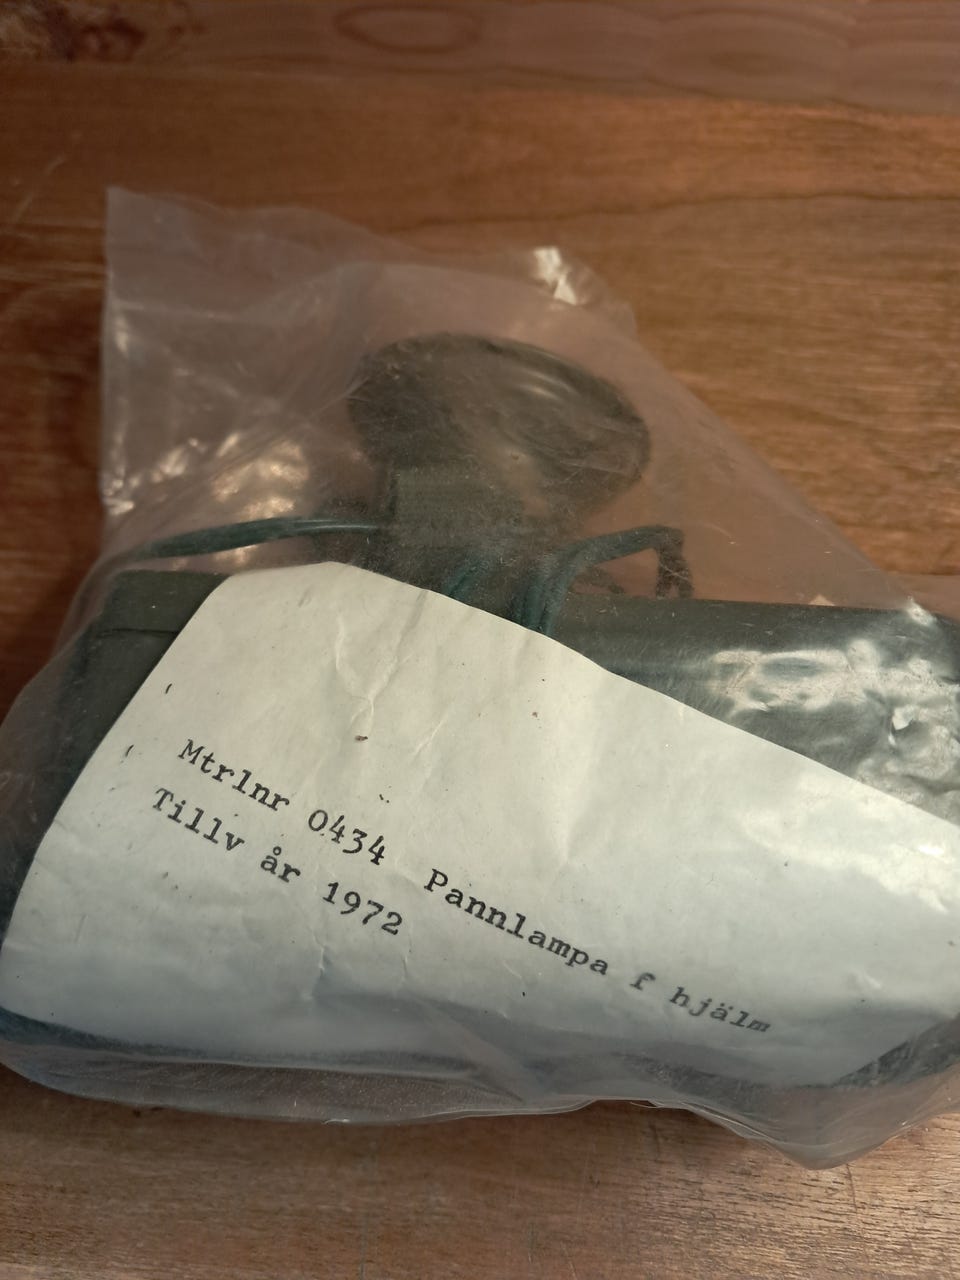 Mtrlnr 0434 Pannlampa f hjälm
Tillv år 1972